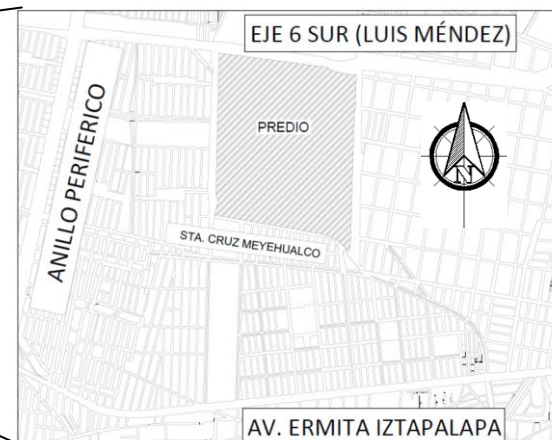 EJE 6 SUR (LUIS MÉNDEZ)
ANILLO PERIFERICO
PREDIO
N
STA. CRUZ MEYEHUALCO
AV. ERMITA IZTAPALAPA